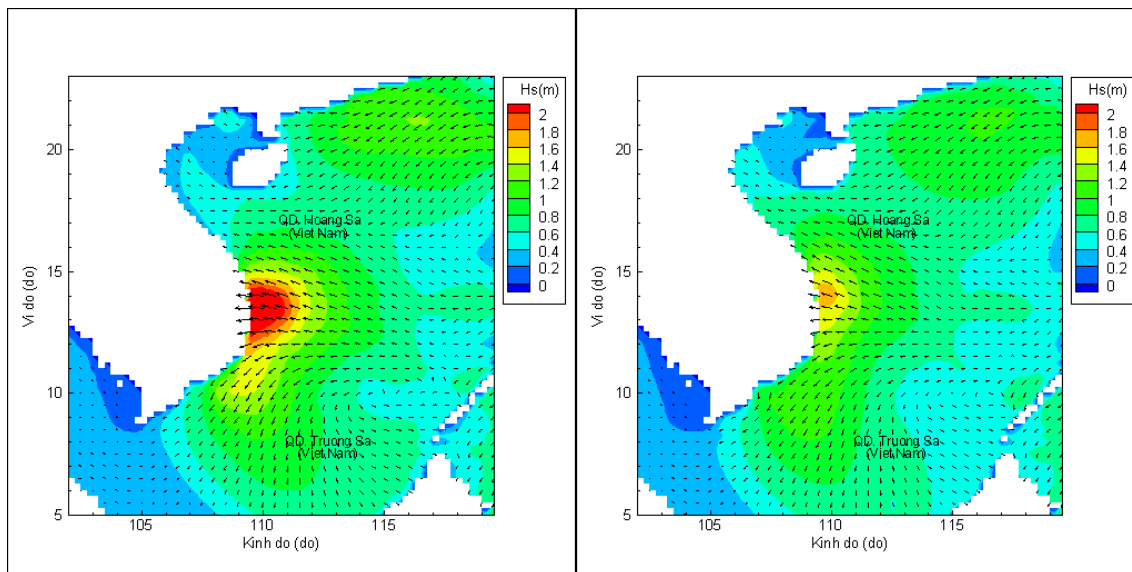 Hs(m)
2
1.8
1.6
1.4
1.2
1
0.8
0.6
0.4
0.2
0
20
15
10
5
Vi do (do)
105
110
115
Kinh do (do)
QD. Hoang Sa
(Viet Nam)
QD. Truong Sa
(Viet Nam)
Hs(m)
2
1.8
1.6
1.4
1.2
1
0.8
0.6
0.4
0.2
0
20
15
10
5
Vi do (do)
105
110
115
Kinh do (do)
QD. Hoang Sa
(Viet Nam)
QD. Truong Sa
(Viet Nam)